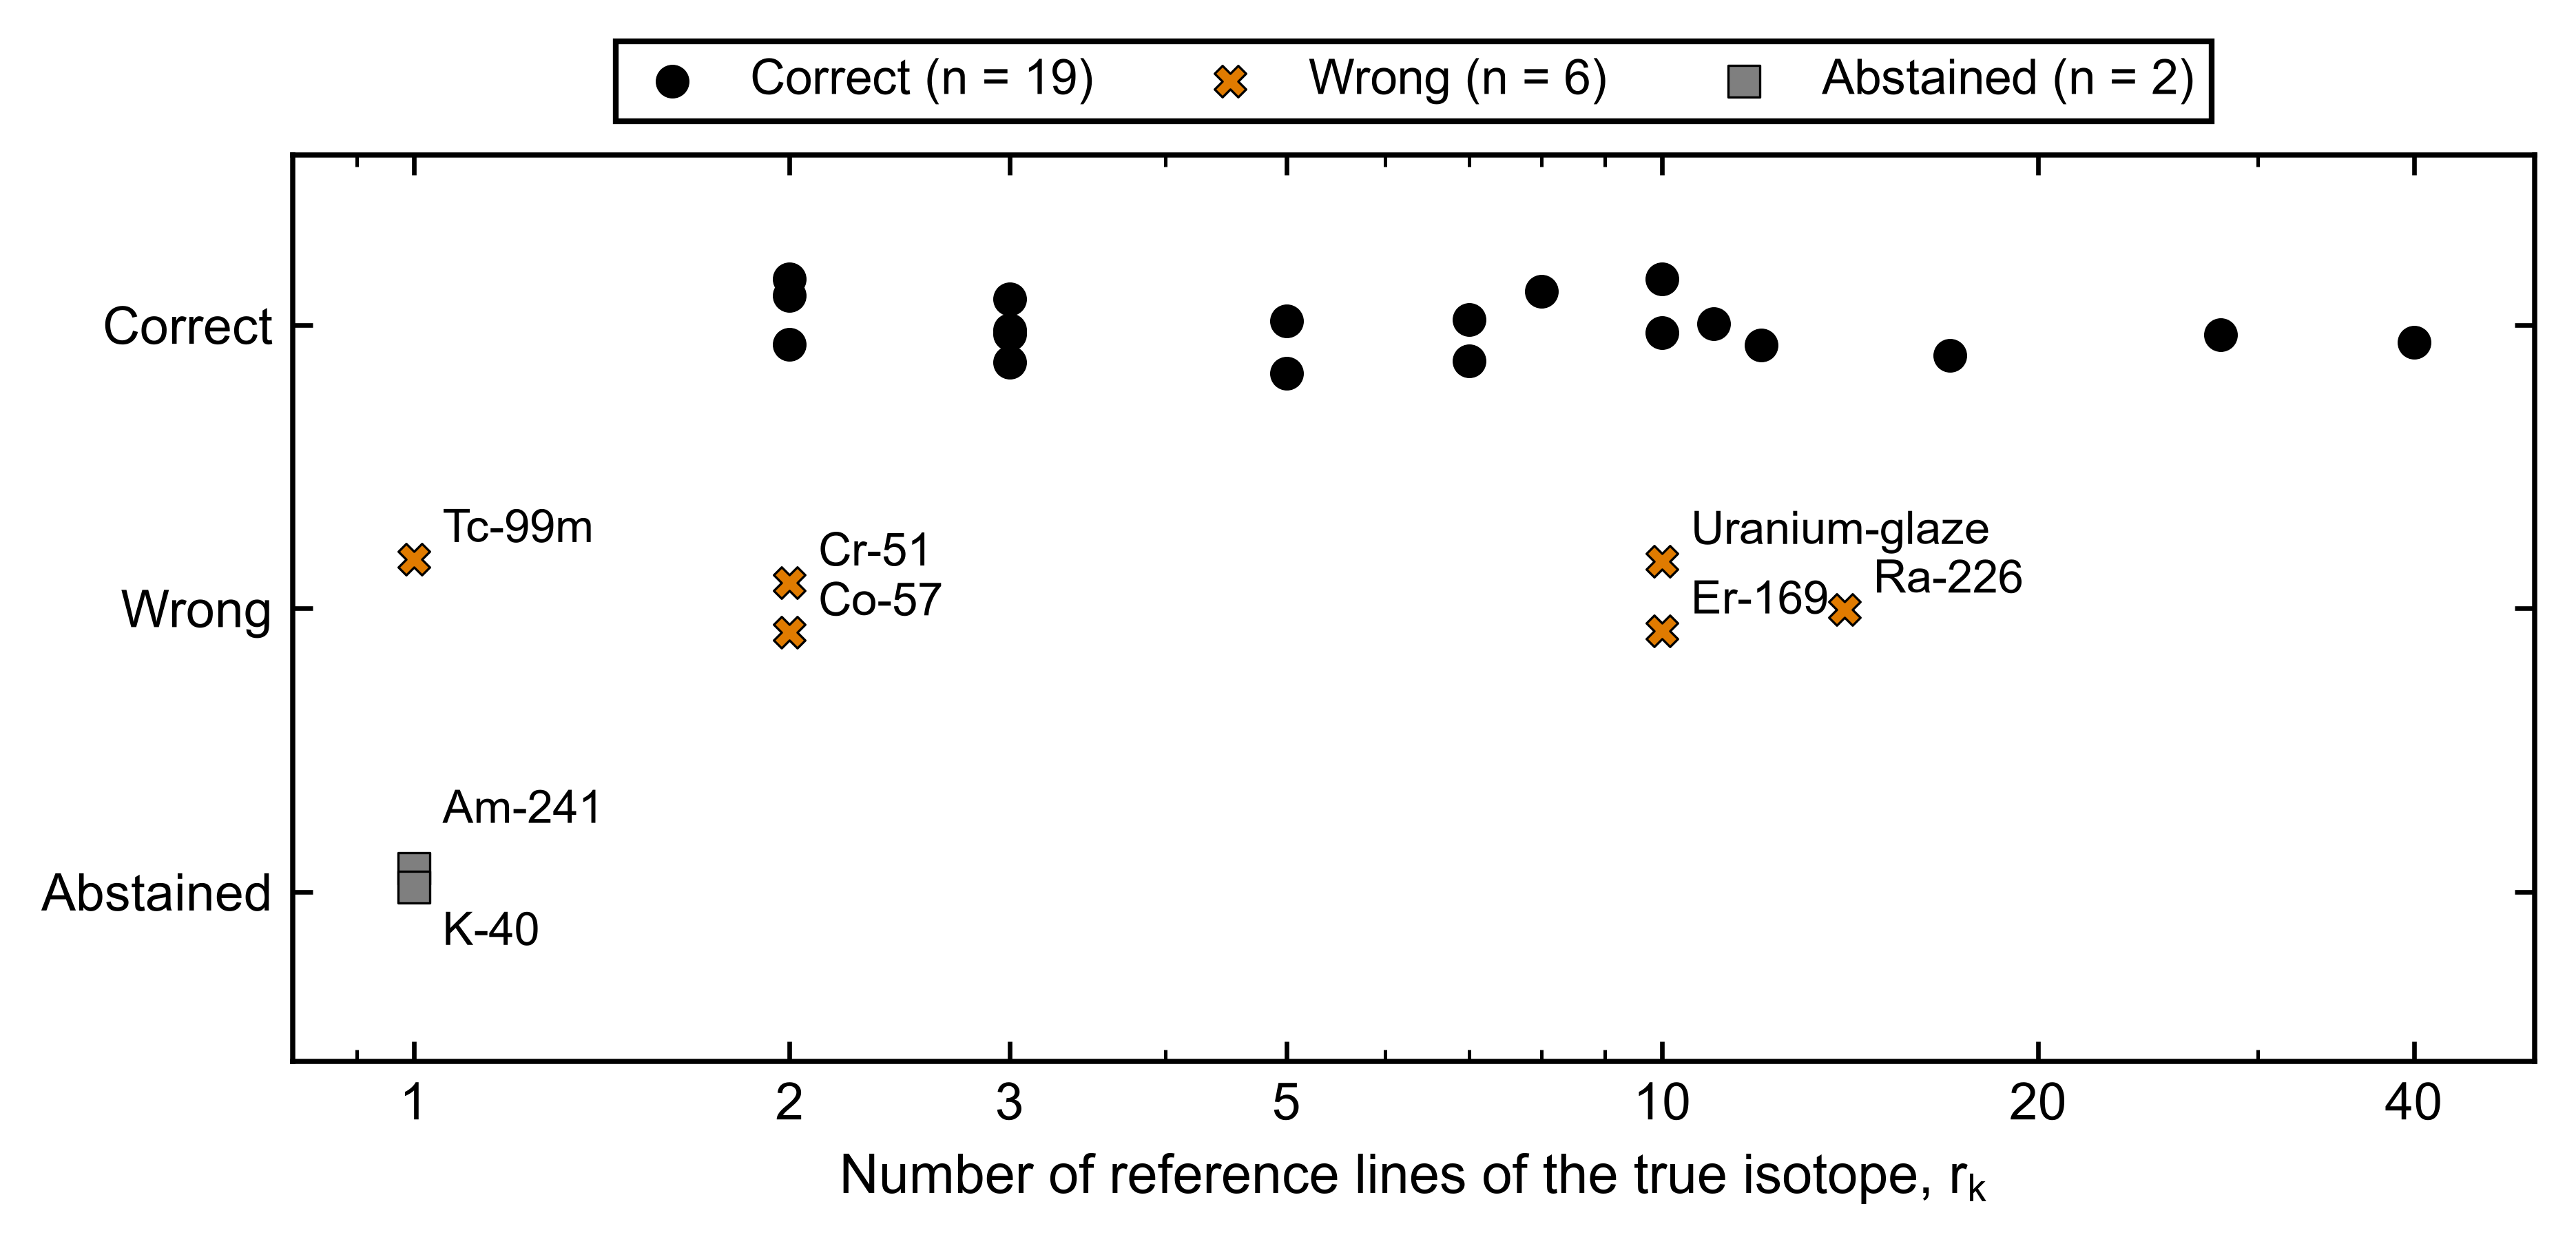 Correct (n = 19) Wrong (n = 6) Abstained (n = 2)
Correct
Tc-99m
Cr-51
Uranium-glaze
Ra-226
Wrong
Co-57
Er-169
Am-241
Abstained
K-40
1 2 3 5 10 20 40
Number of reference lines of the true isotope, rₖ